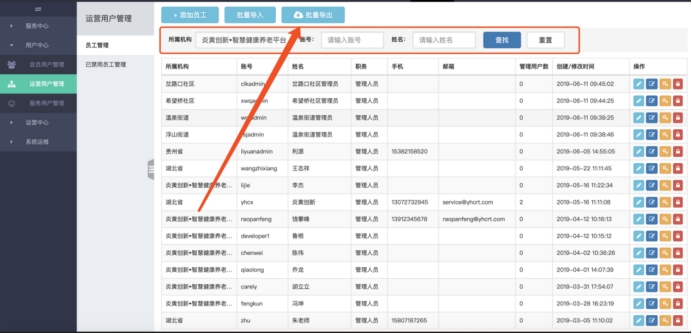 服务中心
用户中心
会员用户管理
运营用户管理
服务用户管理
运营中心
系统运维
运营用户管理
员工管理
已禁用员工管理
+ 添加员工 批量导入 批量导出
所属机构 炎黄创新•智慧健康养老平台 账号: 请输入账号 姓名: 请输入姓名 查找 重置
所属机构 账号 姓名 职务 手机 邮箱 管理用户数 创建/修改时间 操作
岔路口社区 clkadmin 岔路口社区管理员 管理人员 0 2019-06-11 09:45:02
希望桥社区 希望桥社区管理员 管理人员 0 2019-06-11 09:44:25
温泉街道 温泉街道管理员 管理人员 0 2019-06-11 09:39:25
浮山街道 温泉街道管理员 管理人员 0 2019-06-11 09:38:46
贵州省 liyuanadmin 利源 管理人员 15382158520 0 2019-06-05 14:55:05
湖北省 wangzhixiang 王志祥 管理人员 0 2019-05-22 11:11:45
炎黄创新•智慧健康养老... lijie 李杰 管理人员 0 2019-05-16 11:22:34
湖北省 yhcx 炎黄创新 管理人员 13072732945 service@yhcrt.com 2 2019-05-16 11:11:08
炎黄创新•智慧健康养老... raopanfeng 饶攀峰 管理人员 13912345678 raopanfeng@yhcrt.com 0 2019-04-12 10:16:13
炎黄创新•智慧健康养老... developer1 鲁根 管理人员 0 2019-04-12 10:15:12
炎黄创新•智慧健康养老... chenwei 陈伟 管理人员 0 2019-04-02 10:36:26
炎黄创新•智慧健康养老... qiaolong 乔龙 管理人员 0 2019-04-01 14:07:39
炎黄创新•智慧健康养老... carely 胡立立 管理人员 0 2019-03-31 17:54:07
炎黄创新•智慧健康养老... fengkun 冯坤 管理人员 0 2019-03-28 16:23:19
湖北省 zhu 朱老师 管理人员 15807187265 0 2019-03-05 11:10:02